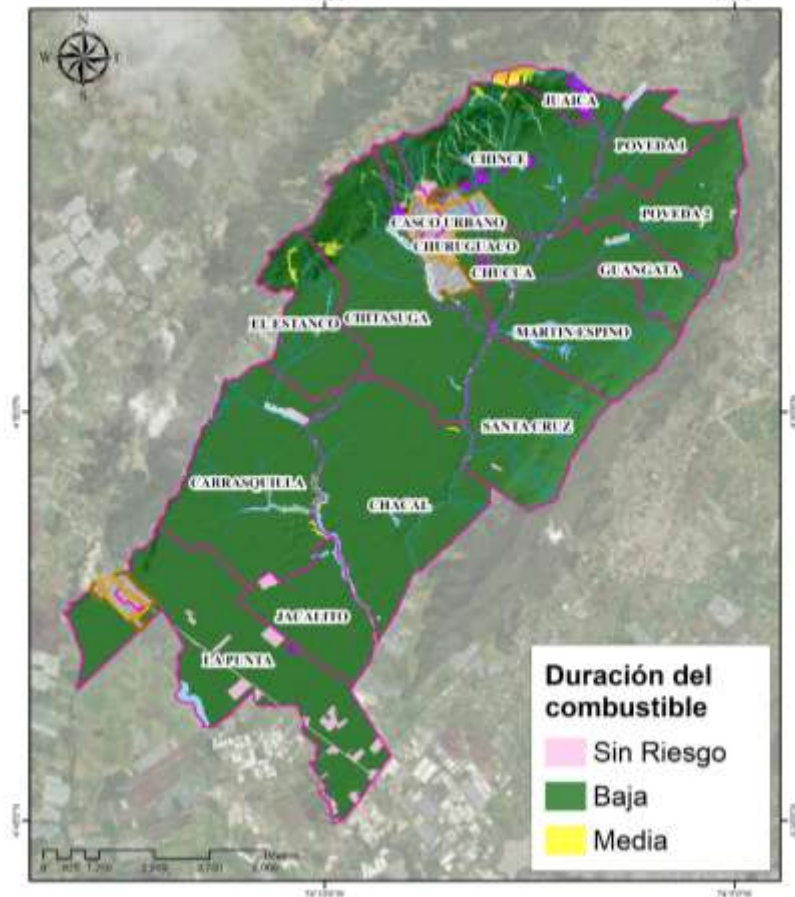 N
W
S
JUAICA
POVEDA 1
CHINCE
POVEDA 2
CASCO URBANO
CHURUGUACO
GUANGATA
CHUCUA
EL ESTANCO
CHITASUGA
MARTIN ESPINO
SANTA CRUZ
CARRASQUILLA
CHACAL
JACALITO
LA PUNTA
Duración del
combustible
Sin Riesgo
Baja
Media
0